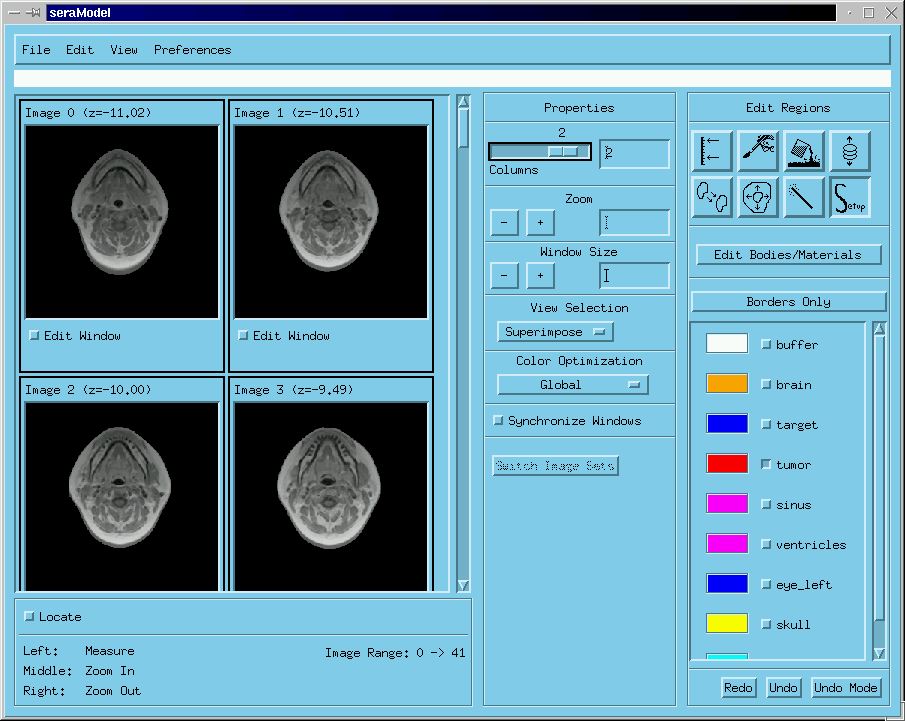 seraModel
File Edit View Preferences
Image 0 (z=-11.02)
Image 1 (z=-10.51)
Edit Window
Edit Window
Image 2 (z=-10.00)
Image 3 (z=-9.49)
Locate
Left: Measure
Middle: Zoom In
Right: Zoom Out
Image Range: 0 -> 41
Properties
2
2
Columns
Zoom
- +
Window Size
- +
View Selection
Superimpose
Color Optimization
Global
Synchronize Windows
Switch Image Sets
Edit Regions
Setup
Edit Bodies/Materials
Borders Only
buffer
brain
target
tumor
sinus
ventricles
eye_left
skull
Redo Undo Undo Mode